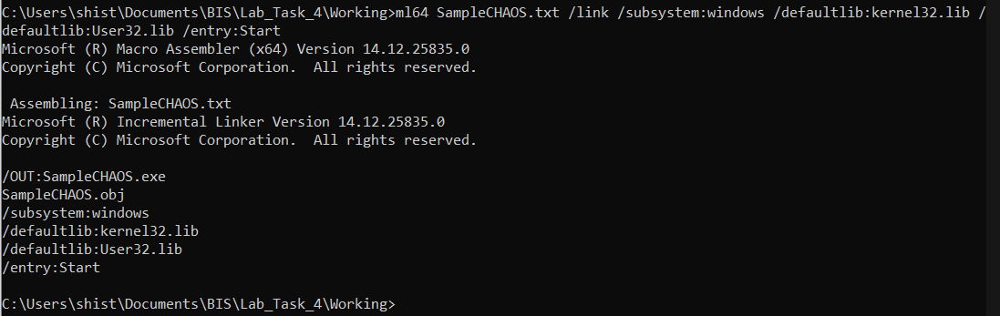 C:\Users\shist\Documents\BIS\Lab_Task_4\Working>ml64 SampleCHAOS.txt /link /subsystem:windows /defaultlib:kernel32.lib /
defaultlib:User32.lib /entry:Start
Microsoft (R) Macro Assembler (x64) Version 14.12.25835.0
Copyright (C) Microsoft Corporation.  All rights reserved.

 Assembling: SampleCHAOS.txt
Microsoft (R) Incremental Linker Version 14.12.25835.0
Copyright (C) Microsoft Corporation.  All rights reserved.

/OUT:SampleCHAOS.exe
SampleCHAOS.obj
/subsystem:windows
/defaultlib:kernel32.lib
/defaultlib:User32.lib
/entry:Start

C:\Users\shist\Documents\BIS\Lab_Task_4\Working>